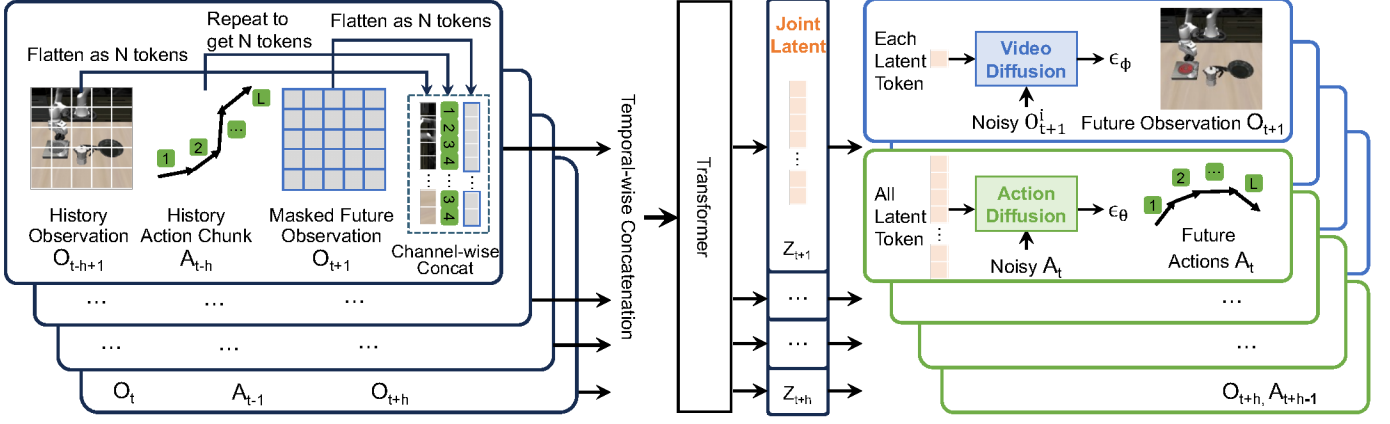 Flatten as N tokens
Repeat to
get N tokens
Flatten as N tokens
1
2
...
L
1
2
3
4
...
3
4
History
Observation
O_{t-h+1}
History
Action Chunk
A_{t-h}
Masked Future
Observation
O_{t+1}
Channel-wise
Concat
... ... ...
... ... ...
O_t A_{t-1} O_{t+h}
Temporal-wise Concatenation
Transformer
Joint
Latent
...
Z_{t+1}
...
...
Z_{t+h}
Each
Latent
Token
Video
Diffusion
ϵ_ϕ
Noisy O^i_{t+1}
Future Observation O_{t+1}
All
Latent
Token
...
Action
Diffusion
ϵ_θ
Noisy A_t
1
2
...
L
Future
Actions A_t
...
...
O_{t+h}, A_{t+h-1}